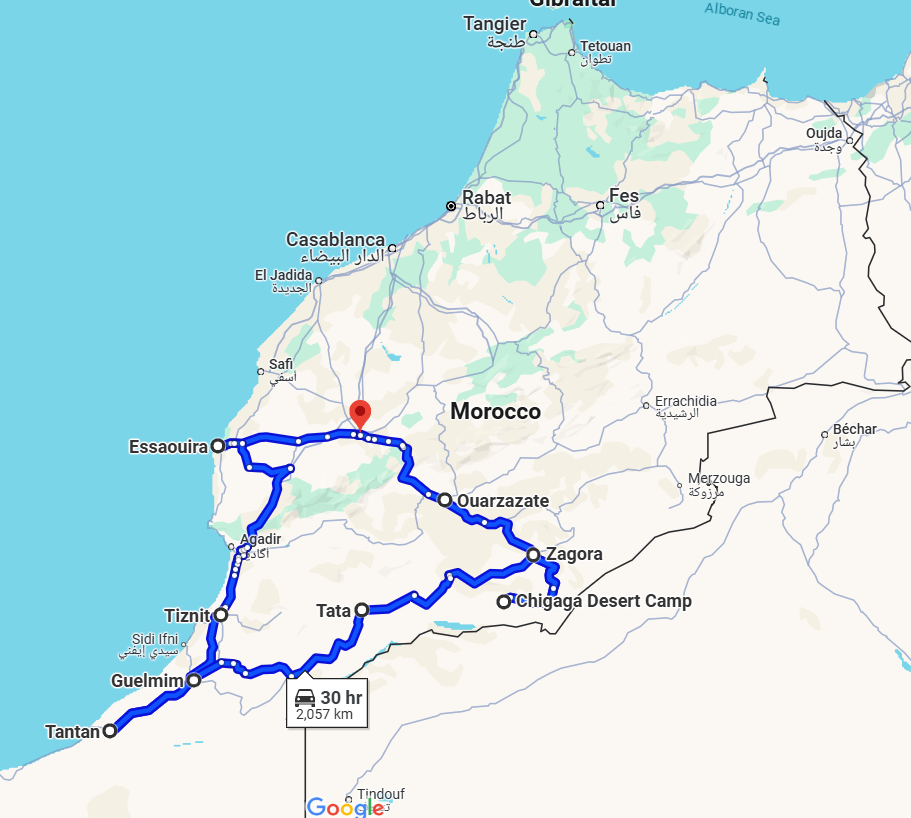 Gibraltar
Alboran Sea
Tangier
طنجة
Tetouan
تطوان
Oujda
وجدة
Rabat
الرباط
Fes
فاس
Casablanca
الدار البيضاء
El Jadida
الجديدة
Safi
أسفي
Morocco
Errachidia
الرشيدية
Béchar
بشار
Essaouira
Merzouga
مرزوكة
Ouarzazate
Agadir
أكادير
Zagora
Chigaga Desert Camp
Tata
Tiznit
Sidi Ifni
سيدي إيفني
Guelmim
30 hr
2,057 km
Tantan
Tindouf
Google